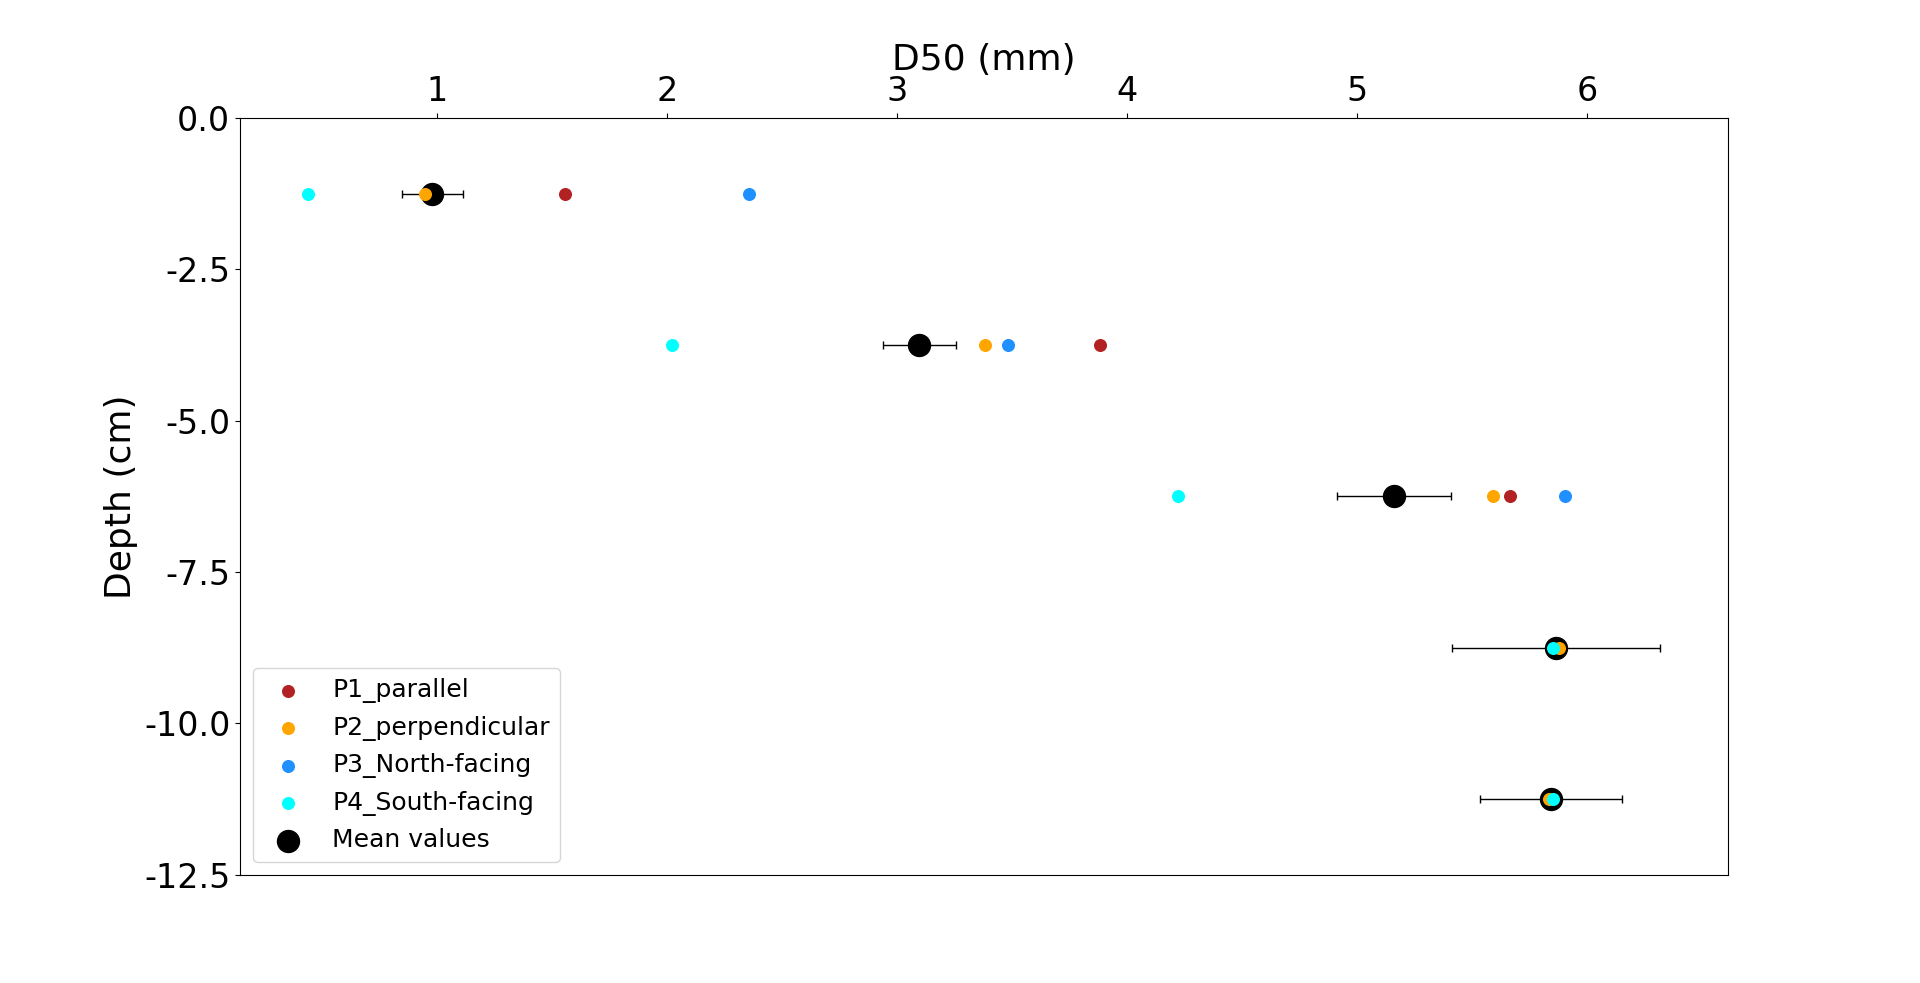 D50 (mm)
1 2 3 4 5 6
0.0
-2.5
-5.0
-7.5
-10.0
-12.5
Depth (cm)
P1_parallel
P2_perpendicular
P3_North-facing
P4_South-facing
Mean values